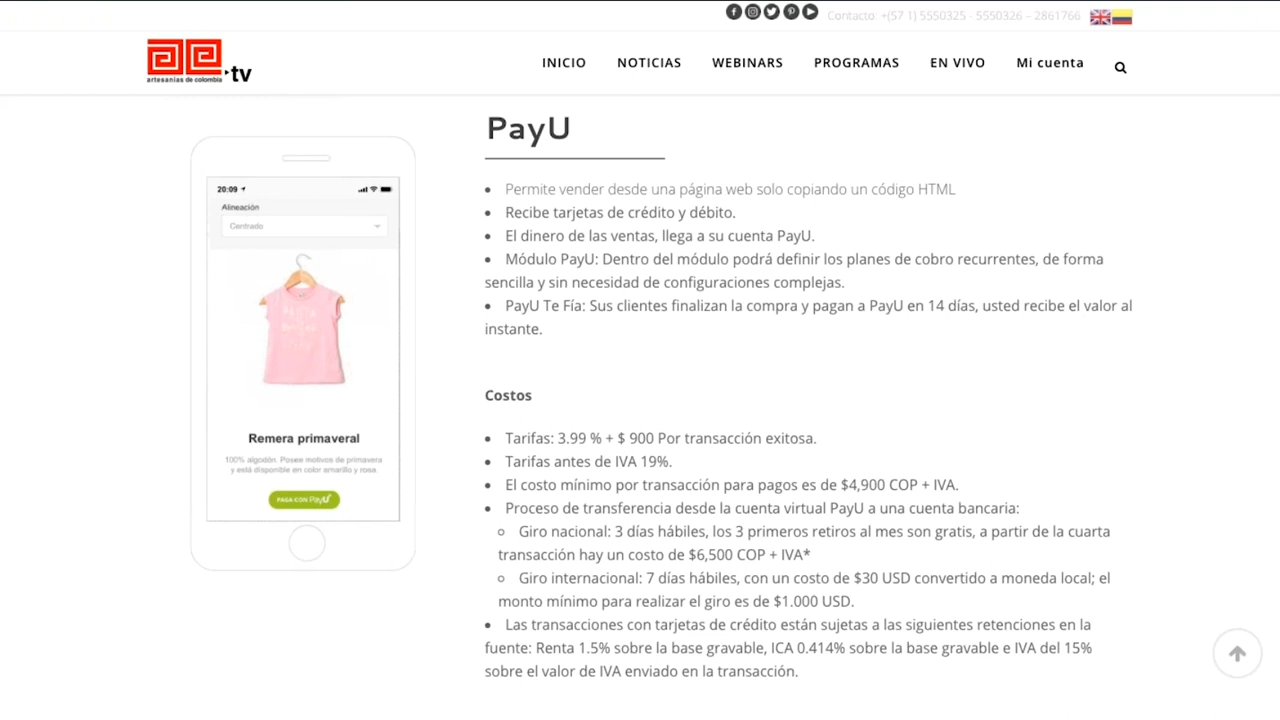 Contacto: +(57 1) 5550325 - 5550326 – 2861766
artesanías de colombia
tv
INICIO NOTICIAS WEBINARS PROGRAMAS EN VIVO Mi cuenta
20:09
Alineación
Centrado
Remera primaveral
100% algodón. Posee motivos de primavera
y está disponible en color amarillo y rosa.
PAGA CON PayU
PayU
• Permite vender desde una página web solo copiando un código HTML
• Recibe tarjetas de crédito y débito.
• El dinero de las ventas, llega a su cuenta PayU.
• Módulo PayU: Dentro del módulo podrá definir los planes de cobro recurrentes, de forma
sencilla y sin necesidad de configuraciones complejas.
• PayU Te Fía: Sus clientes finalizan la compra y pagan a PayU en 14 días, usted recibe el valor al
instante.
Costos
• Tarifas: 3.99 % + $ 900 Por transacción exitosa.
• Tarifas antes de IVA 19%.
• El costo mínimo por transacción para pagos es de $4,900 COP + IVA.
• Proceso de transferencia desde la cuenta virtual PayU a una cuenta bancaria:
○ Giro nacional: 3 días hábiles, los 3 primeros retiros al mes son gratis, a partir de la cuarta
transacción hay un costo de $6,500 COP + IVA*
○ Giro internacional: 7 días hábiles, con un costo de $30 USD convertido a moneda local; el
monto mínimo para realizar el giro es de $1.000 USD.
• Las transacciones con tarjetas de crédito están sujetas a las siguientes retenciones en la
fuente: Renta 1.5% sobre la base gravable, ICA 0.414% sobre la base gravable e IVA del 15%
sobre el valor de IVA enviado en la transacción.